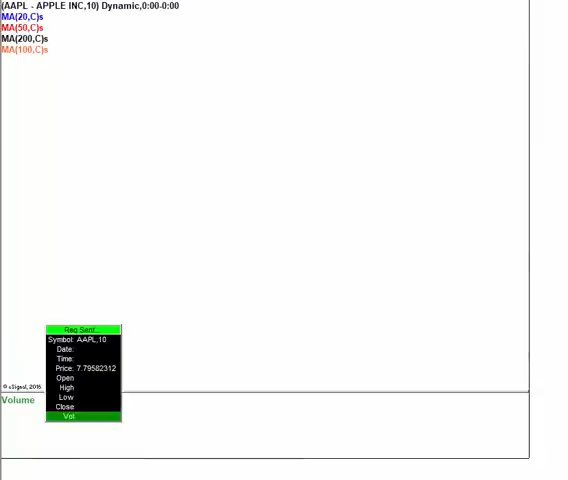 (AAPL - APPLE INC,10) Dynamic,0:00-0:00
MA(20,C)s
MA(50,C)s
MA(200,C)s
MA(100,C)s
Req Sent...
Symbol: AAPL,10
Date:
Time:
Price: 7.79582312
Open
High
Low
Close
Vol
© eSignal, 2016
Volume